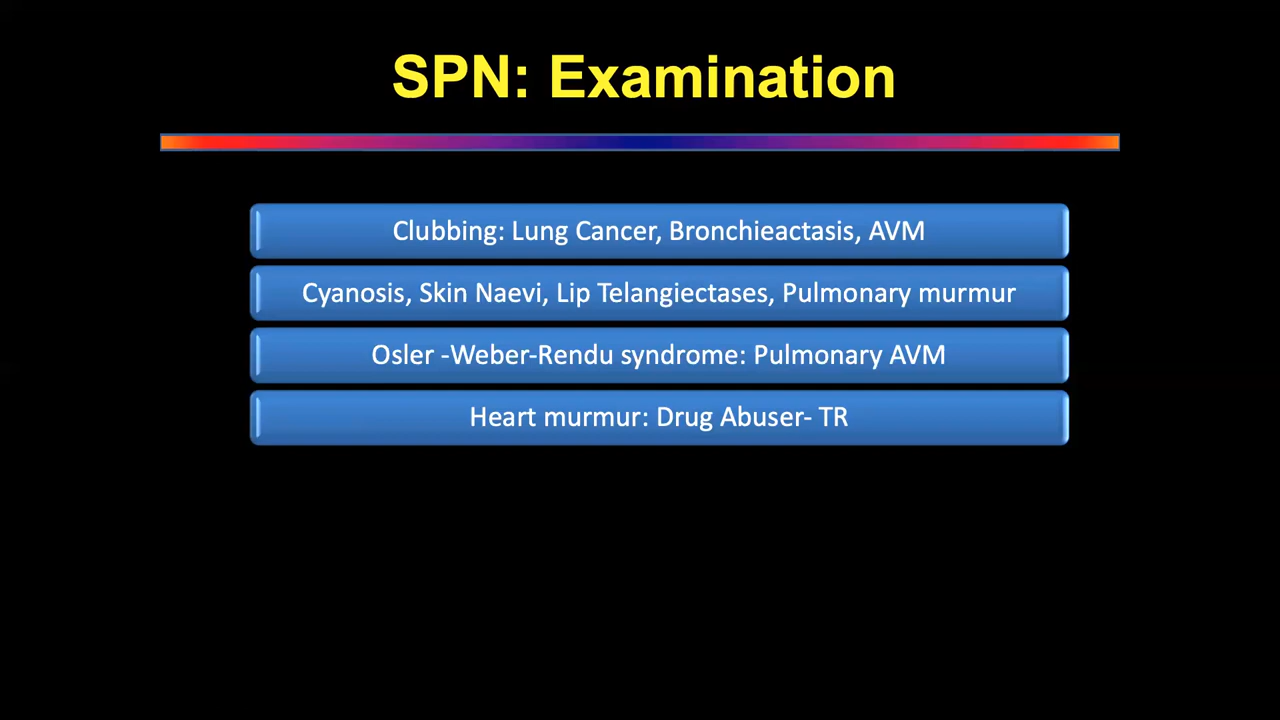 SPN: Examination
Clubbing: Lung Cancer, Bronchieactasis, AVM
Cyanosis, Skin Naevi, Lip Telangiectases, Pulmonary murmur
Osler -Weber-Rendu syndrome: Pulmonary AVM
Heart murmur: Drug Abuser- TR